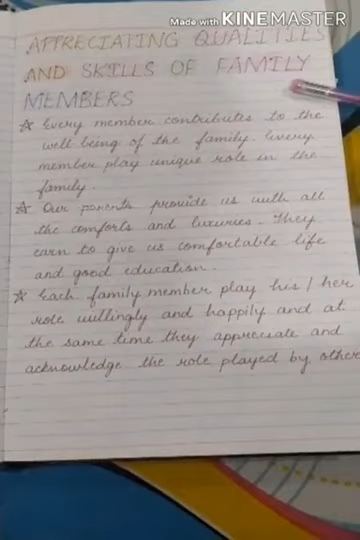 Made with KINEMASTER
APPRECIATING QUALITIES
AND SKILLS OF FAMILY
MEMBERS
☆ Every member contributes to the
well being of the family. Every
member play unique role in the
family.
☆ Our parents provide us with all
the comforts and luxuries. They
earn to give us comfortable life
and good education.
☆ Each family member play his / her
role willingly and happily and at
the same time they appreciate and
acknowledge the role played by other